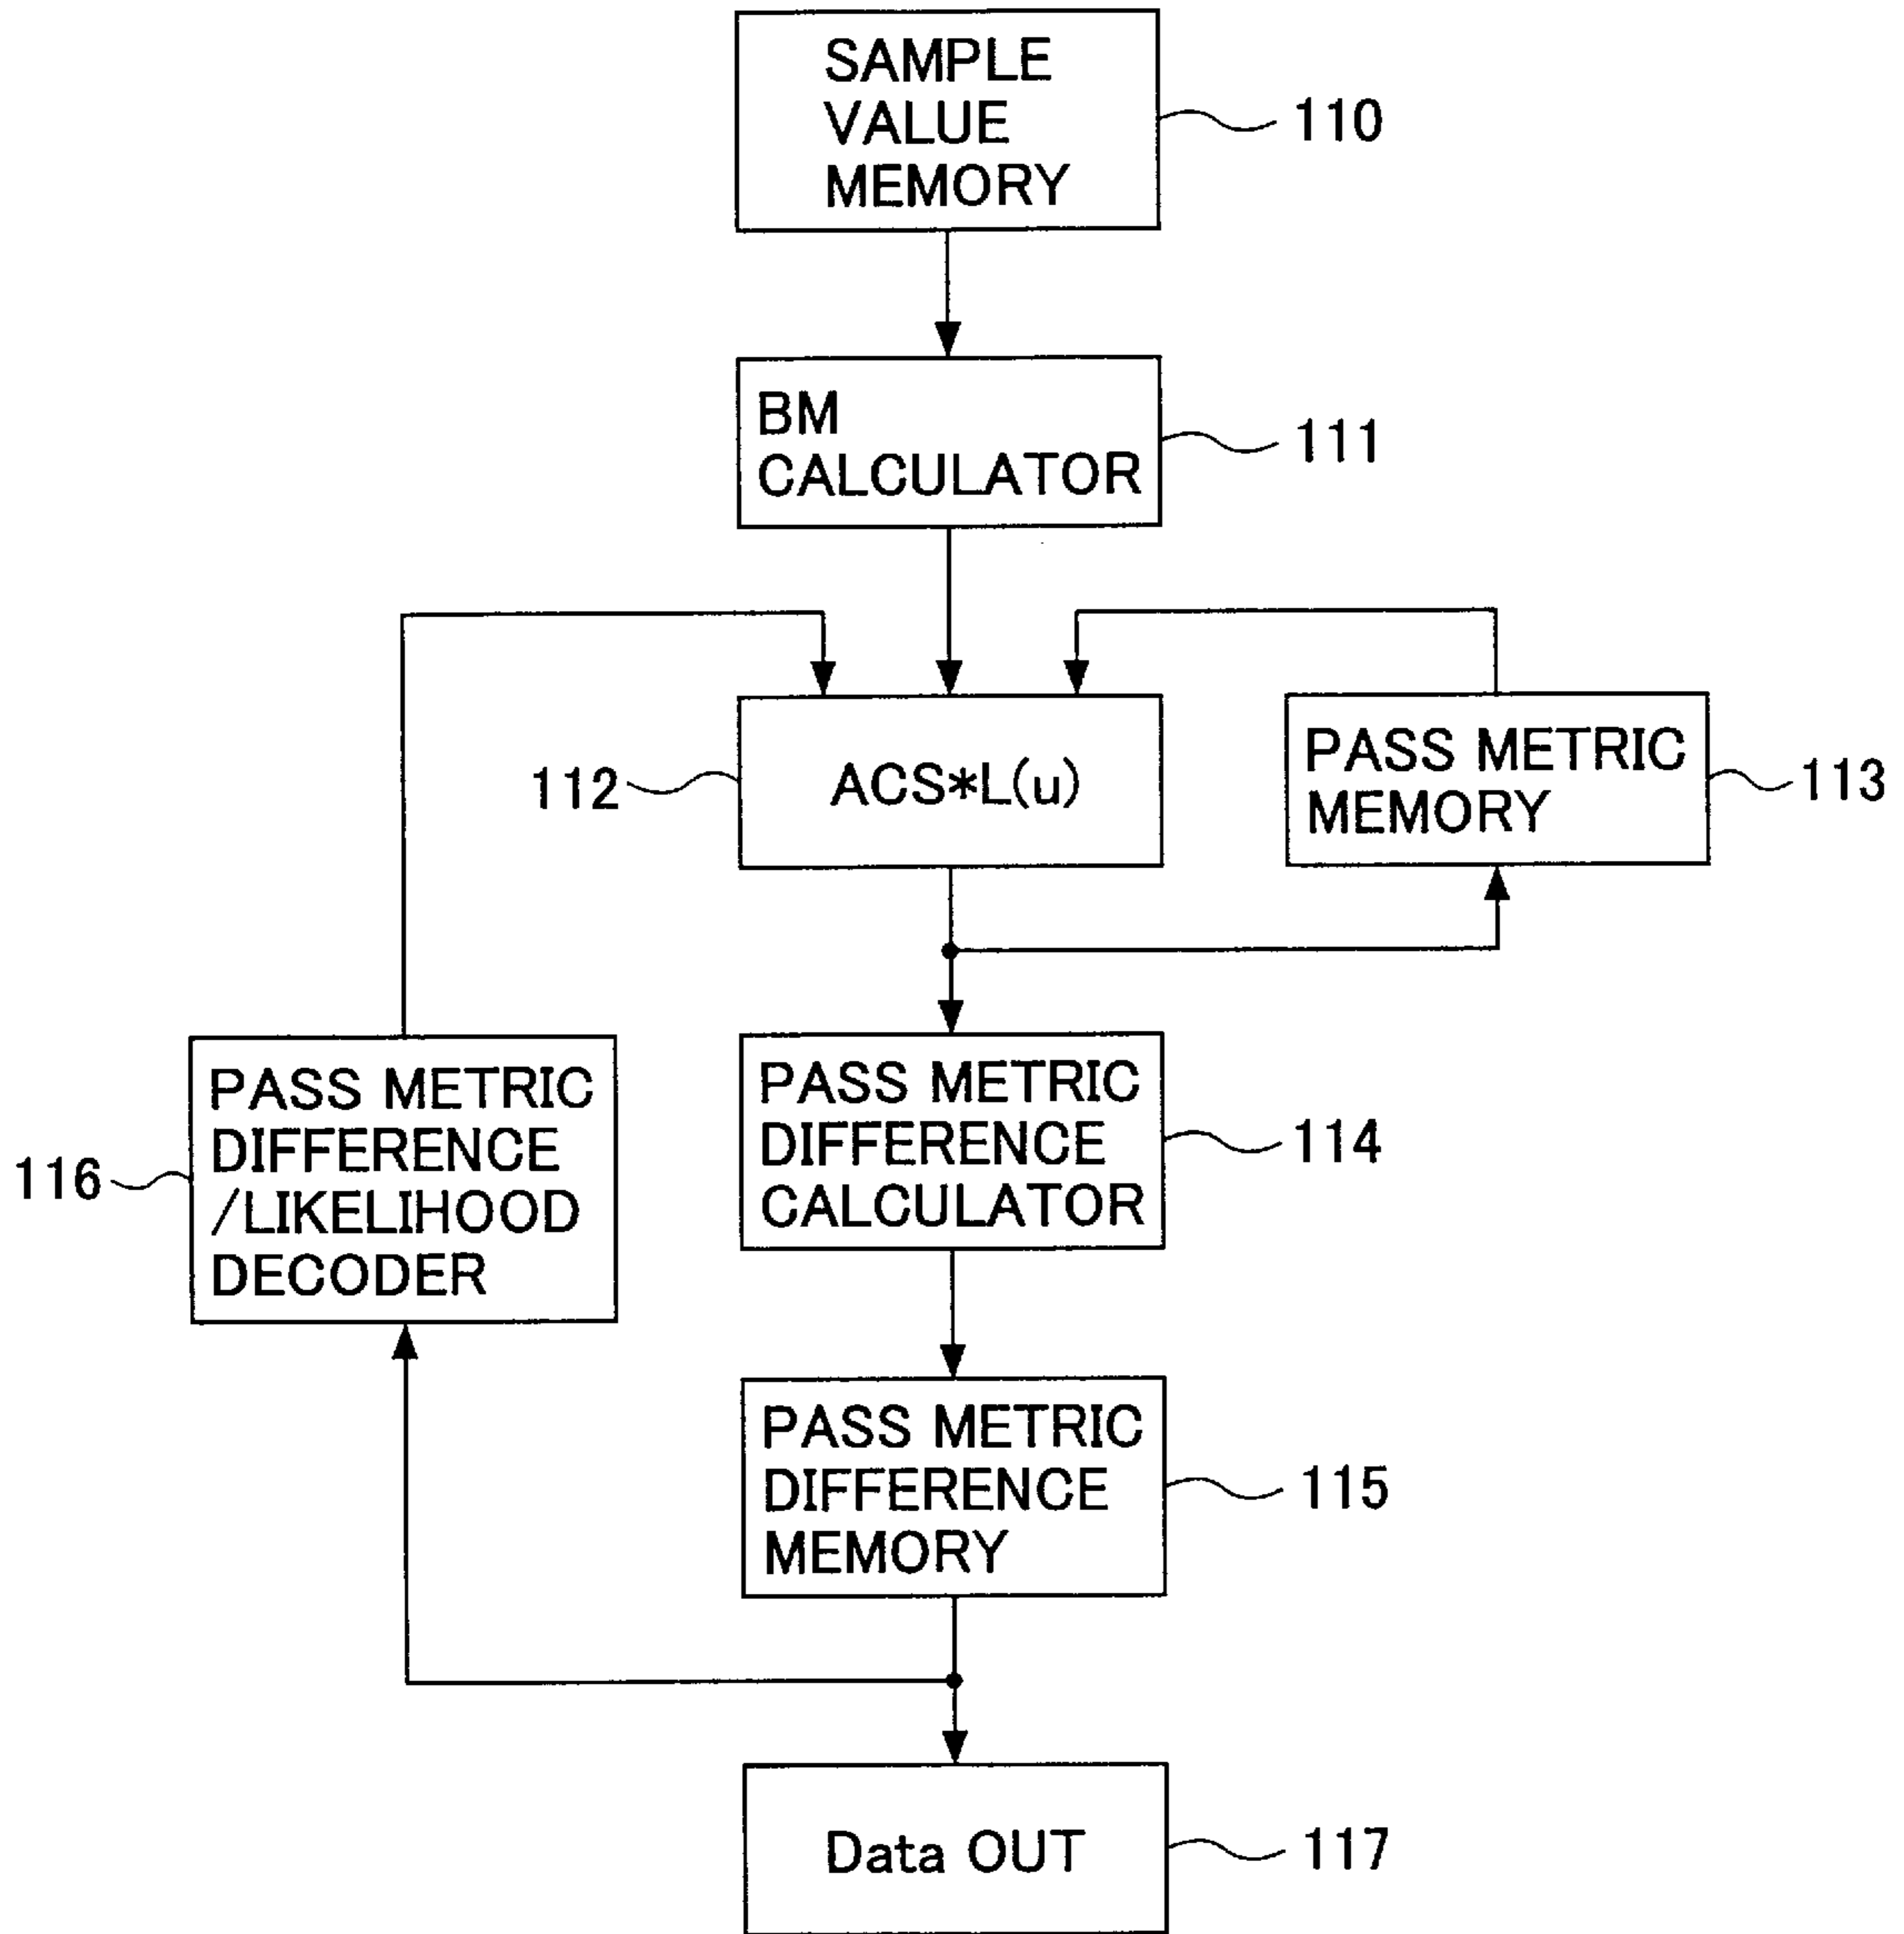 SAMPLE
VALUE
MEMORY
110
BM
CALCULATOR
111
112
ACS*L(u)
PASS METRIC
MEMORY
113
116
PASS METRIC
DIFFERENCE
/LIKELIHOOD
DECODER
PASS METRIC
DIFFERENCE
CALCULATOR
114
PASS METRIC
DIFFERENCE
MEMORY
115
Data OUT
117